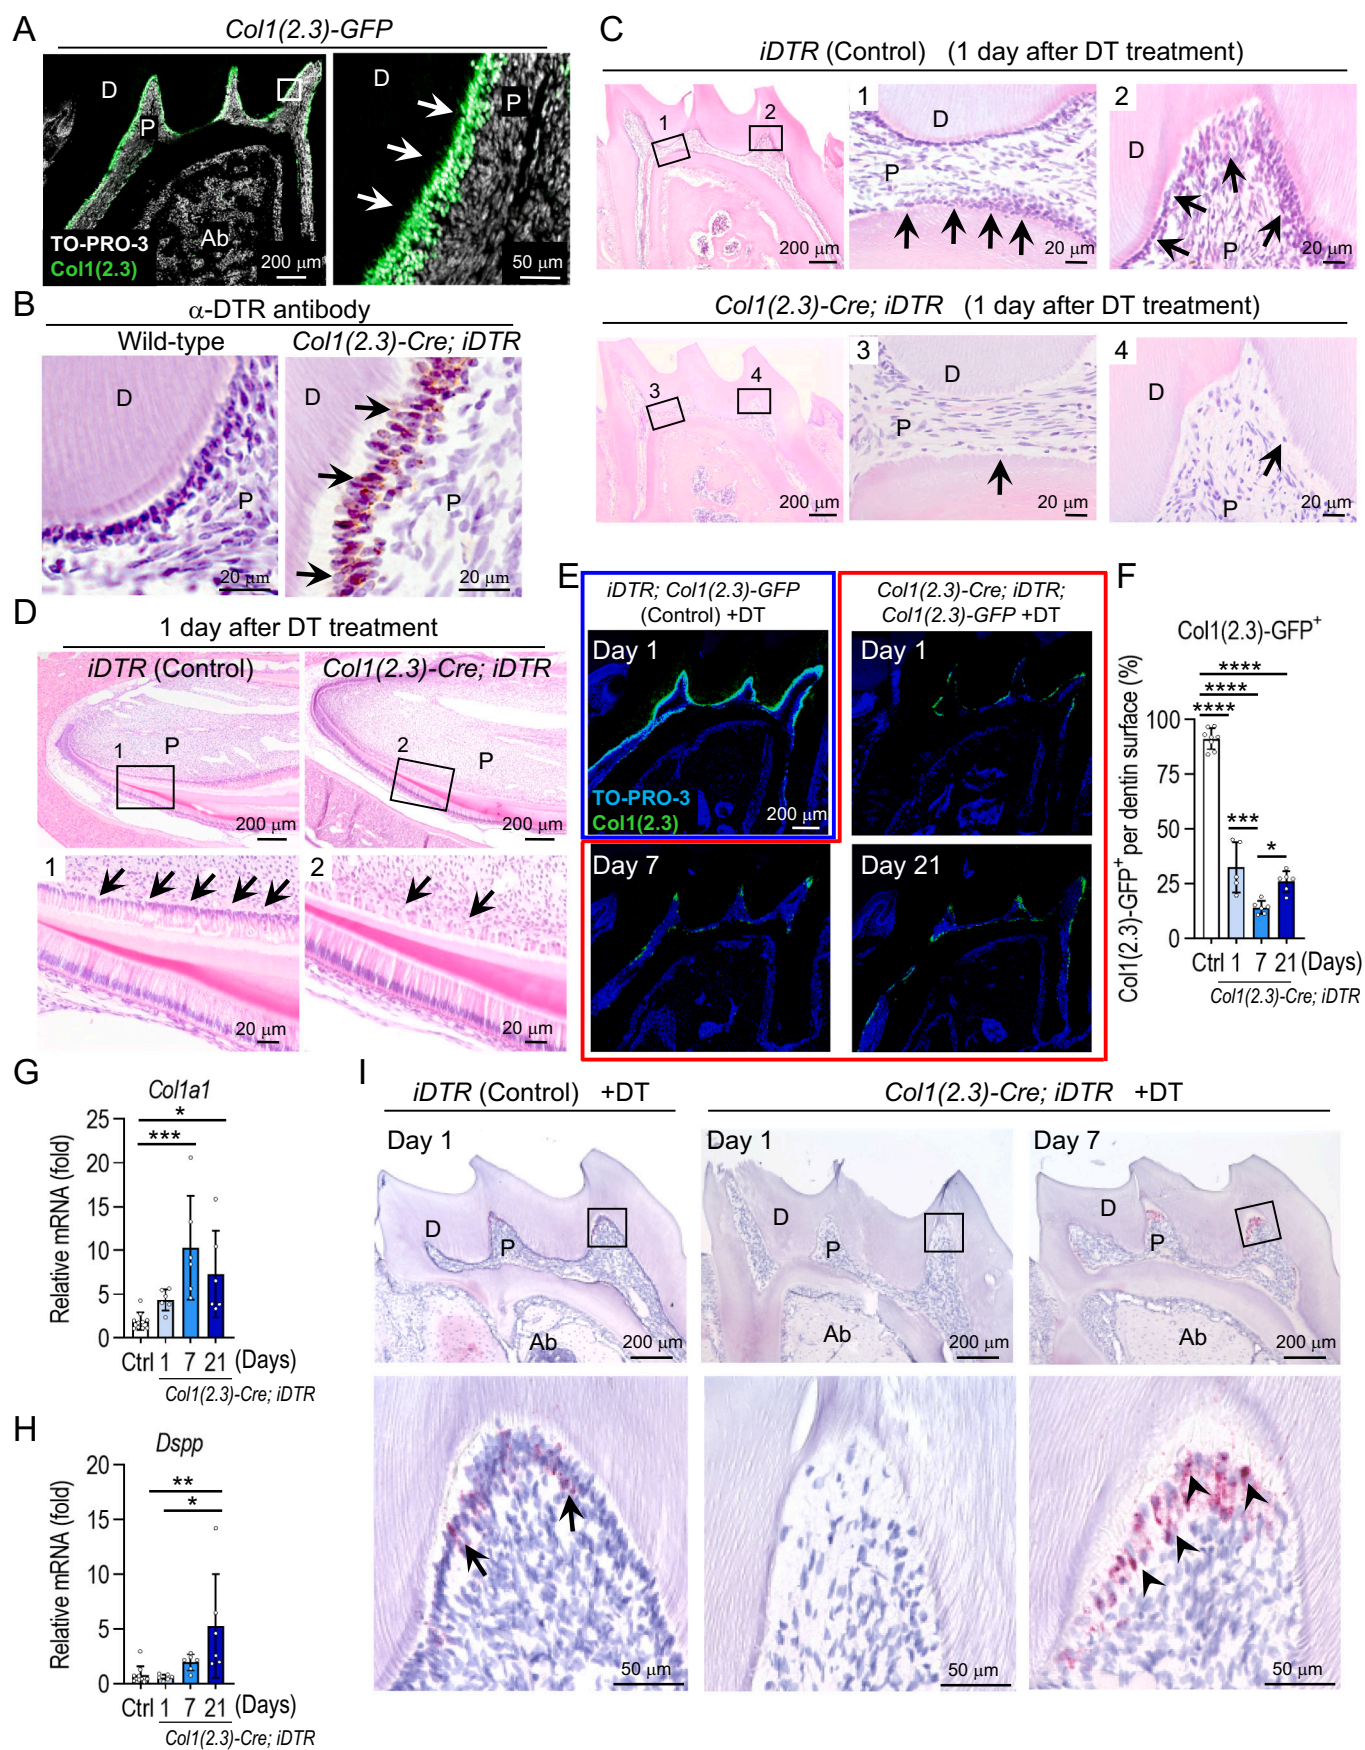 A
Col1(2.3)-GFP
D
P
Ab
TO-PRO-3
Col1(2.3)
200 μm
D
P
50 μm
B
α-DTR antibody
Wild-type
Col1(2.3)-Cre; iDTR
D
P
20 μm
D
P
20 μm
C
iDTR (Control) (1 day after DT treatment)
1
2
200 μm
1
D
P
20 μm
2
D
P
20 μm
Col1(2.3)-Cre; iDTR (1 day after DT treatment)
3
4
200 μm
3
D
P
20 μm
4
D
P
20 μm
D
1 day after DT treatment
iDTR (Control)
Col1(2.3)-Cre; iDTR
P
1
200 μm
P
2
200 μm
1
20 μm
2
20 μm
E
iDTR; Col1(2.3)-GFP
(Control) +DT
Col1(2.3)-Cre; iDTR;
Col1(2.3)-GFP +DT
Day 1
TO-PRO-3
Col1(2.3)
200 μm
Day 1
Day 7
Day 21
F
Col1(2.3)-GFP+
Col1(2.3)-GFP+ per dentin surface (%)
****
****
****
***
*
100
75
50
25
0
Ctrl 1 7 21 (Days)
Col1(2.3)-Cre; iDTR
G
Col1a1
Relative mRNA (fold)
*
***
25
20
15
10
5
0
Ctrl 1 7 21 (Days)
Col1(2.3)-Cre; iDTR
H
Dspp
Relative mRNA (fold)
**
*
20
15
10
5
0
Ctrl 1 7 21 (Days)
Col1(2.3)-Cre; iDTR
I
iDTR (Control) +DT
Col1(2.3)-Cre; iDTR +DT
Day 1
D
P
Ab
200 μm
Day 1
D
P
Ab
200 μm
Day 7
D
P
Ab
200 μm
50 μm
50 μm
50 μm